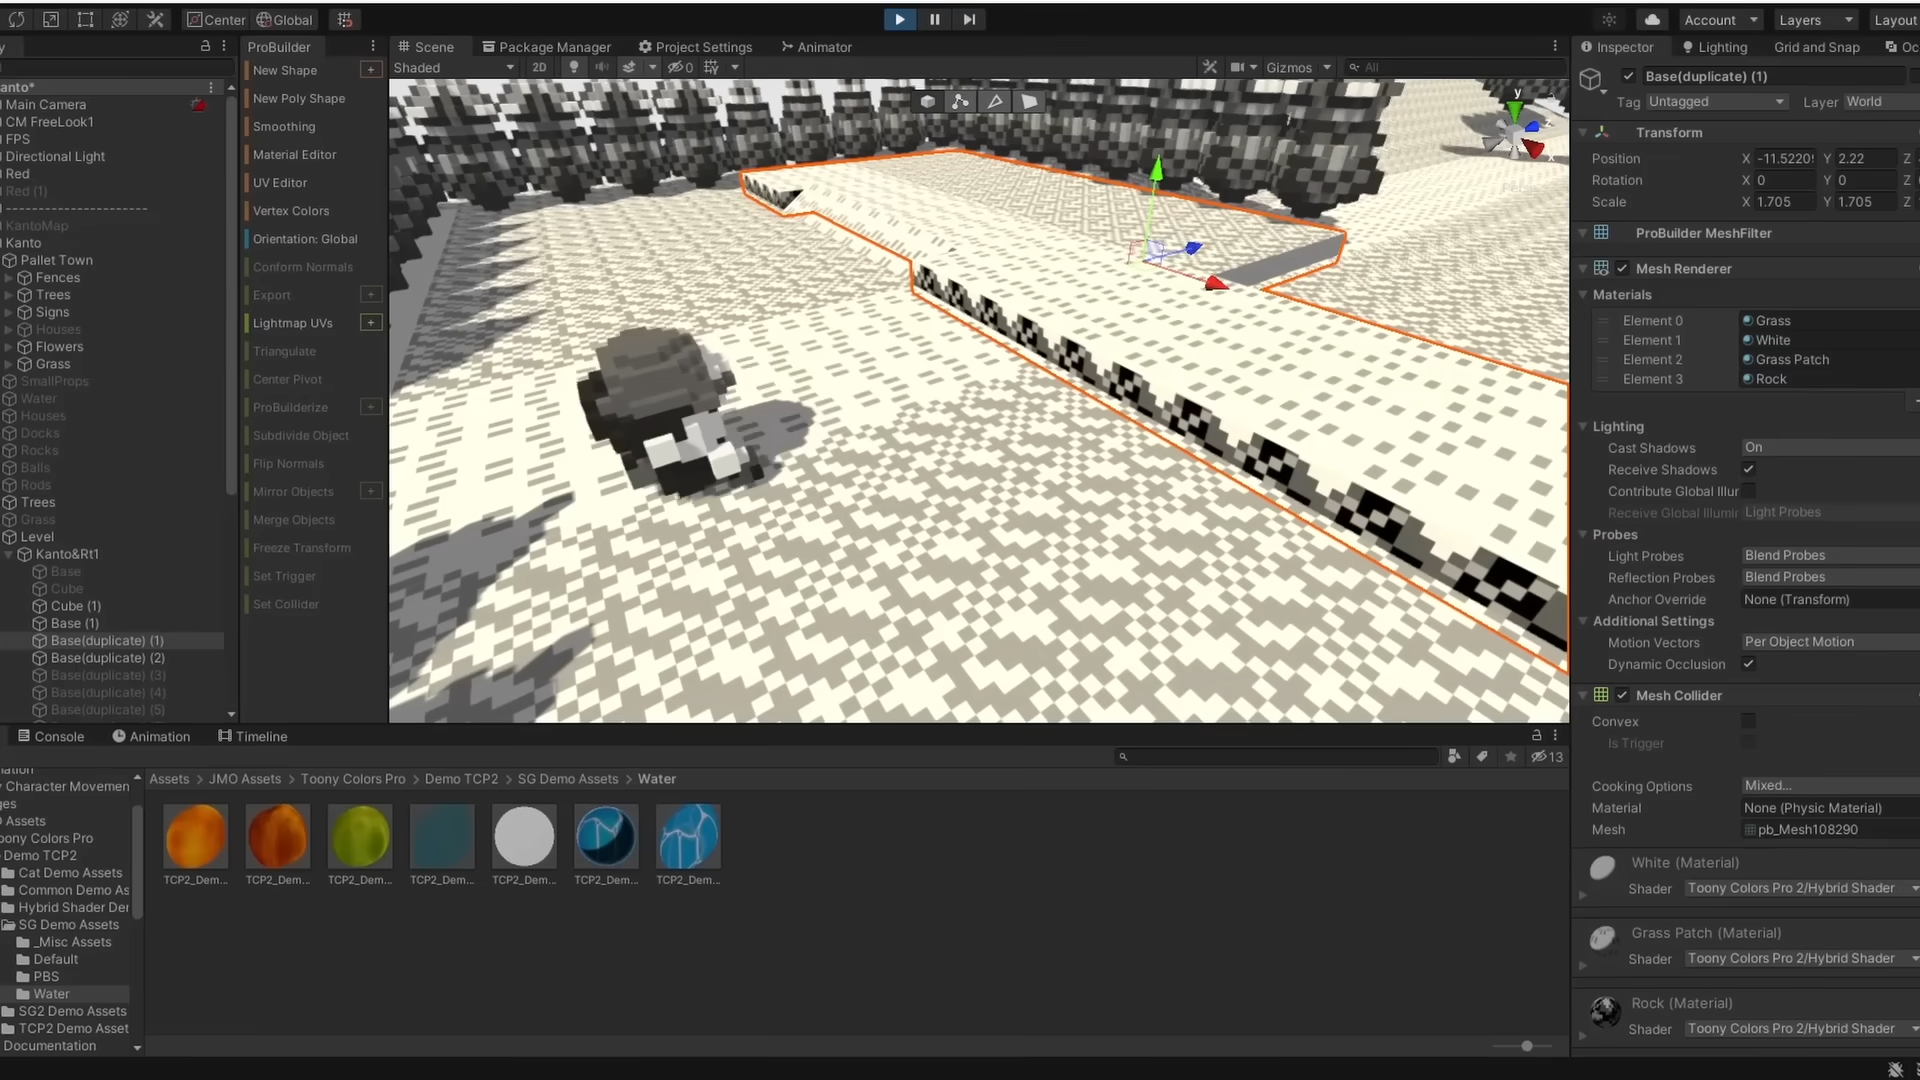 Center Global
Account Layers Layout
ProBuilder Scene Package Manager Project Settings Animator
Inspector Lighting Grid and Snap Oc
Shaded 2D 0 Gizmos All
anto*
Main Camera
CM FreeLook1
FPS
Directional Light
Red
Red (1)
----------------------
KantoMap
Kanto
Pallet Town
Fences
Trees
Signs
Houses
Flowers
Grass
SmallProps
Water
Houses
Docks
Rocks
Balls
Rods
Trees
Grass
Level
Kanto&Rt1
Base
Cube
Cube (1)
Base (1)
Base(duplicate) (1)
Base(duplicate) (2)
Base(duplicate) (3)
Base(duplicate) (4)
Base(duplicate) (5)
New Shape +
New Poly Shape
Smoothing
Material Editor
UV Editor
Vertex Colors
Orientation: Global
Conform Normals
Export +
Lightmap UVs +
Triangulate
Center Pivot
ProBuilderize +
Subdivide Object
Flip Normals
Mirror Objects +
Merge Objects
Freeze Transform
Set Trigger
Set Collider
y
z
x
Base(duplicate) (1)
Tag Untagged Layer World
Transform
Position X -11.5220 Y 2.22 Z
Rotation X 0 Y 0 Z
Scale X 1.705 Y 1.705 Z
ProBuilder MeshFilter
Mesh Renderer
Materials
Element 0 Grass
Element 1 White
Element 2 Grass Patch
Element 3 Rock
Lighting
Cast Shadows On
Receive Shadows
Contribute Global Illur
Receive Global Illumin Light Probes
Probes
Light Probes Blend Probes
Reflection Probes Blend Probes
Anchor Override None (Transform)
Additional Settings
Motion Vectors Per Object Motion
Dynamic Occlusion
Mesh Collider
Convex
Is Trigger
Cooking Options Mixed...
Material None (Physic Material)
Mesh pb_Mesh108290
White (Material)
Shader Toony Colors Pro 2/Hybrid Shader
Grass Patch (Material)
Shader Toony Colors Pro 2/Hybrid Shader
Rock (Material)
Shader Toony Colors Pro 2/Hybrid Shader
Console Animation Timeline
13
Assets > JMO Assets > Toony Colors Pro > Demo TCP2 > SG Demo Assets > Water
Character Movemen
ges
Assets
oony Colors Pro
Demo TCP2
Cat Demo Assets
Common Demo As
Hybrid Shader Der
SG Demo Assets
_Misc Assets
Default
PBS
Water
SG2 Demo Assets
TCP2 Demo Asset
Documentation
TCP2_Dem... TCP2_Dem... TCP2_Dem... TCP2_Dem... TCP2_Dem... TCP2_Dem... TCP2_Dem...